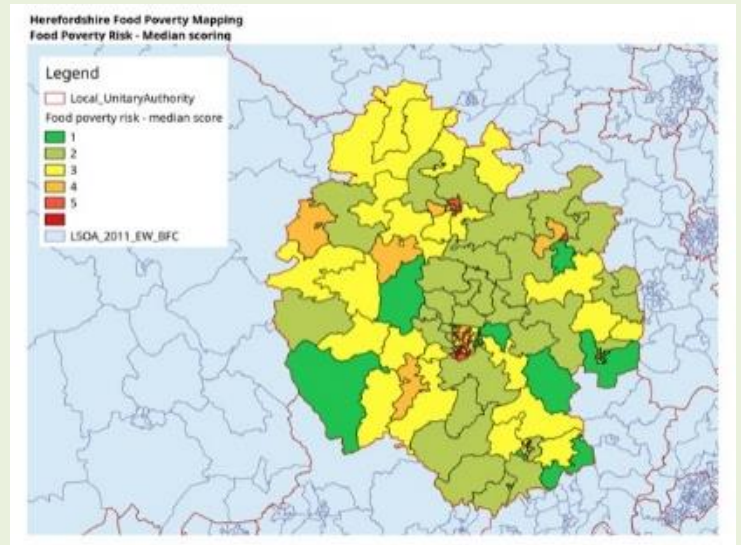 Herefordshire Food Poverty Mapping
Food Poverty Risk - Median scoring
Legend
Local_UnitaryAuthority
Food poverty risk - median score
1
2
3
4
5
LSOA_2011_EW_BFC